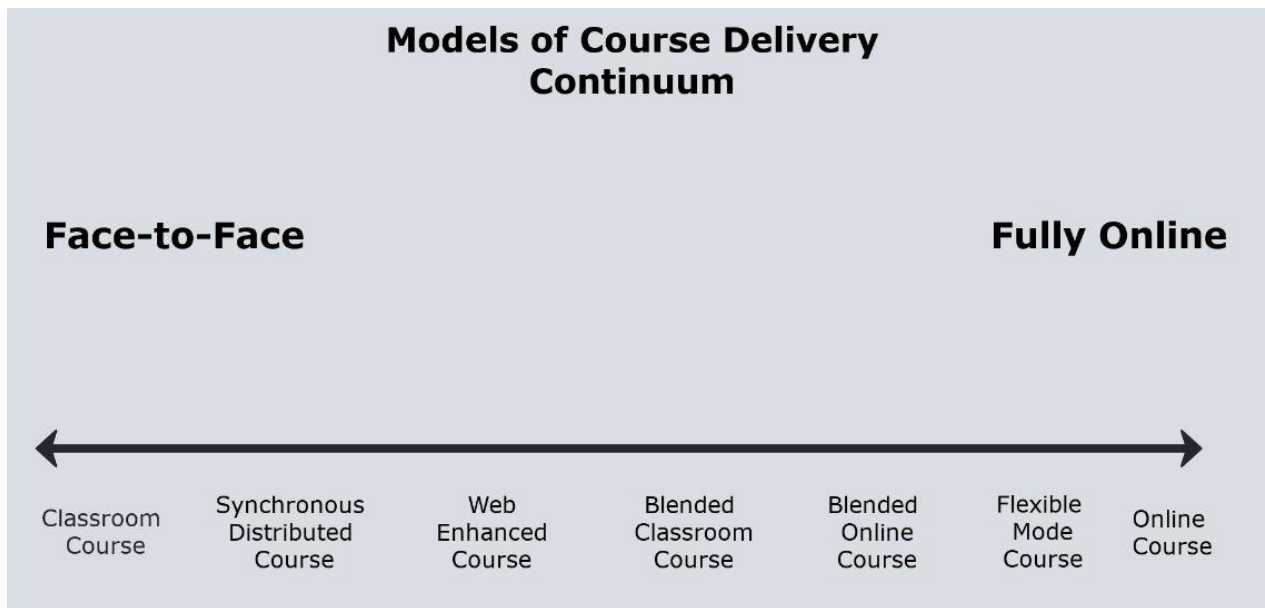 Models of Course Delivery
Continuum
Face-to-Face
Fully Online
Classroom
Course
Synchronous
Distributed
Course
Web
Enhanced
Course
Blended
Classroom
Course
Blended
Online
Course
Flexible
Mode
Course
Online
Course